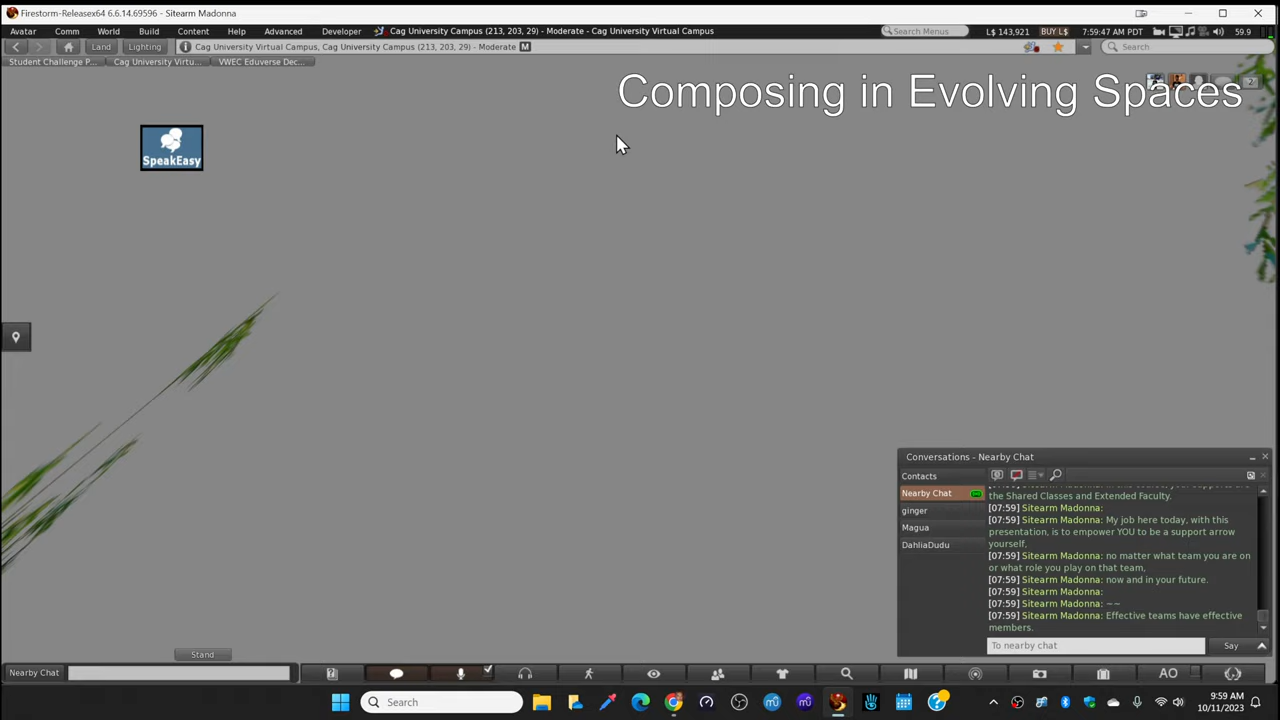 Firestorm-Releasex64 6.6.14.69596 - Sitearm Madonna
Avatar Comm World Build Content Help Advanced Developer Cag University Campus (213, 203, 29) - Moderate - Cag University Virtual Campus Search Menus L$ 143,921 BUY L$ 7:59:47 AM PDT 59.9
Land Lighting Cag University Virtual Campus, Cag University Campus (213, 203, 29) - Moderate M Search
Student Challenge P... Cag University Virtu... VWEC Eduverse Dec...
2
Composing in Evolving Spaces
SpeakEasy
Conversations - Nearby Chat
Contacts
Nearby Chat
ginger
Magua
DahliaDudu
the Shared Classes and Extended Faculty.
[07:59] Sitearm Madonna:
[07:59] Sitearm Madonna: My job here today, with this
presentation, is to empower YOU to be a support arrow
yourself,
[07:59] Sitearm Madonna: no matter what team you are on
or what role you play on that team,
[07:59] Sitearm Madonna: now and in your future.
[07:59] Sitearm Madonna:
[07:59] Sitearm Madonna: ~~
[07:59] Sitearm Madonna: Effective teams have effective
members.
To nearby chat Say
Stand
Nearby Chat AO
Search
9:59 AM
10/11/2023